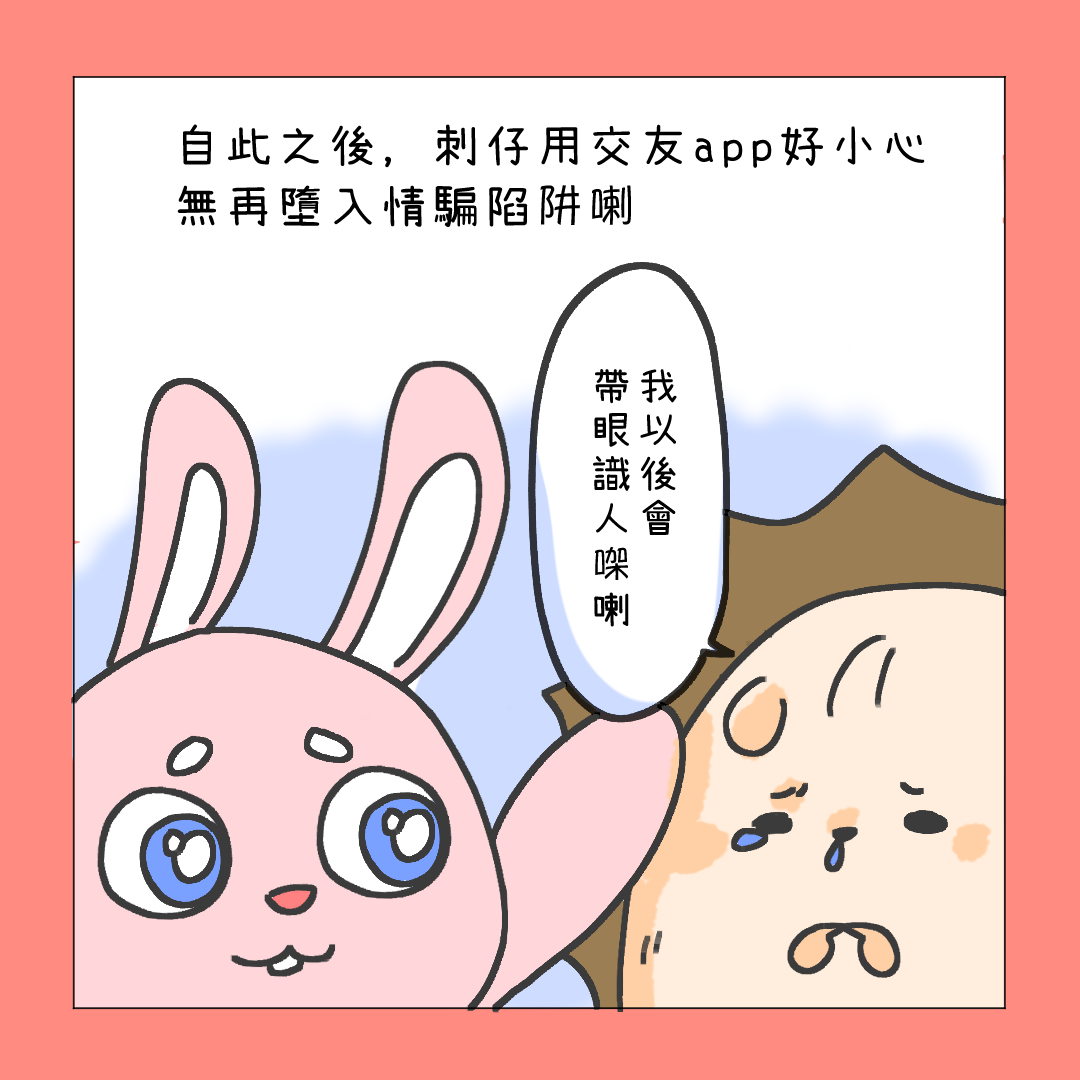 自此之後，刺仔用交友app好小心
無再墮入情騙陷阱喇
我以後會
帶眼識人㗎喇